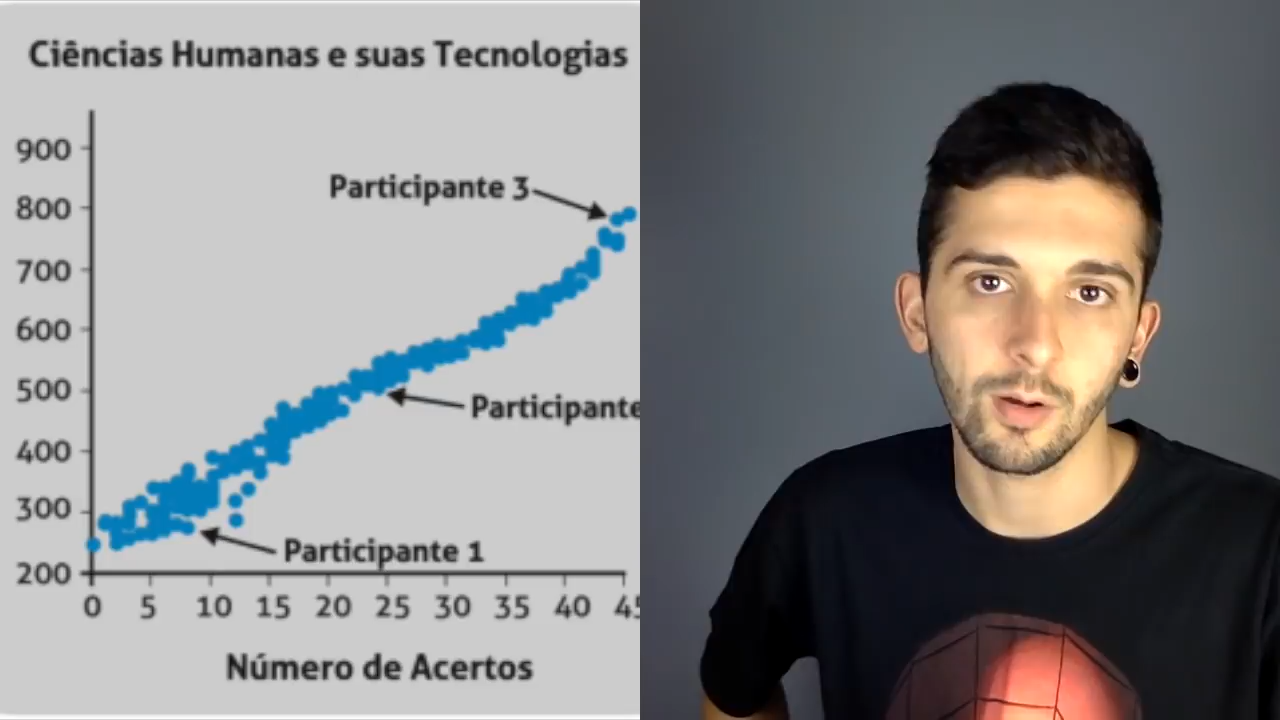 Ciências Humanas e suas Tecnologias
900
800
700
600
500
400
300
200
Participante 3
Participante
Participante 1
0 5 10 15 20 25 30 35 40 45
Número de Acertos